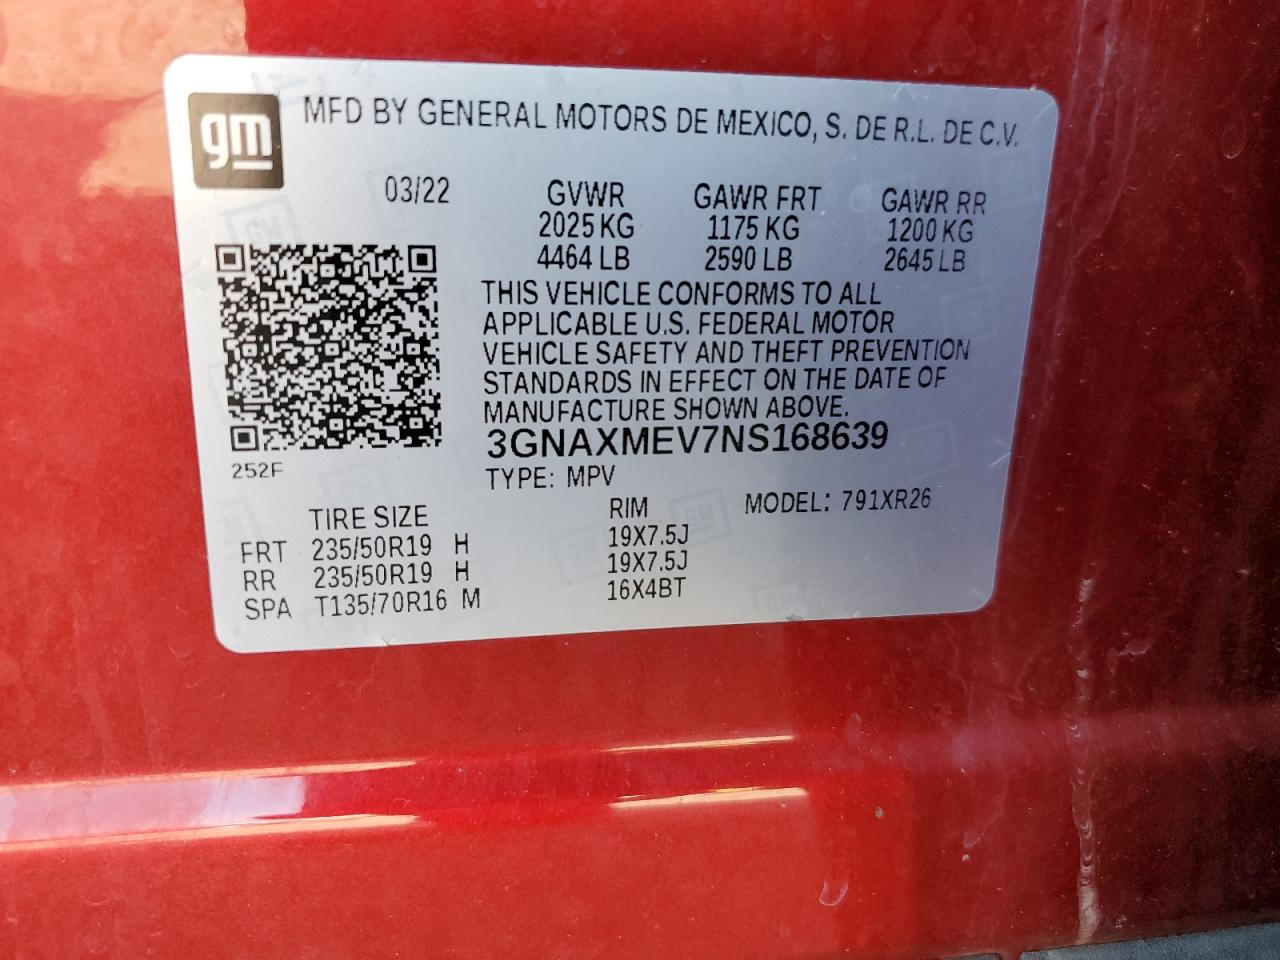 gm
MFD BY GENERAL MOTORS DE MEXICO, S. DE R.L. DE C.V.
03/22 GVWR GAWR FRT GAWR RR
2025 KG 1175 KG 1200 KG
4464 LB 2590 LB 2645 LB
THIS VEHICLE CONFORMS TO ALL
APPLICABLE U.S. FEDERAL MOTOR
VEHICLE SAFETY AND THEFT PREVENTION
STANDARDS IN EFFECT ON THE DATE OF
MANUFACTURE SHOWN ABOVE.
3GNAXMEV7NS168639
252F
TYPE: MPV
TIRE SIZE RIM MODEL: 791XR26
FRT 235/50R19 H 19X7.5J
RR 235/50R19 H 19X7.5J
SPA T135/70R16 M 16X4BT